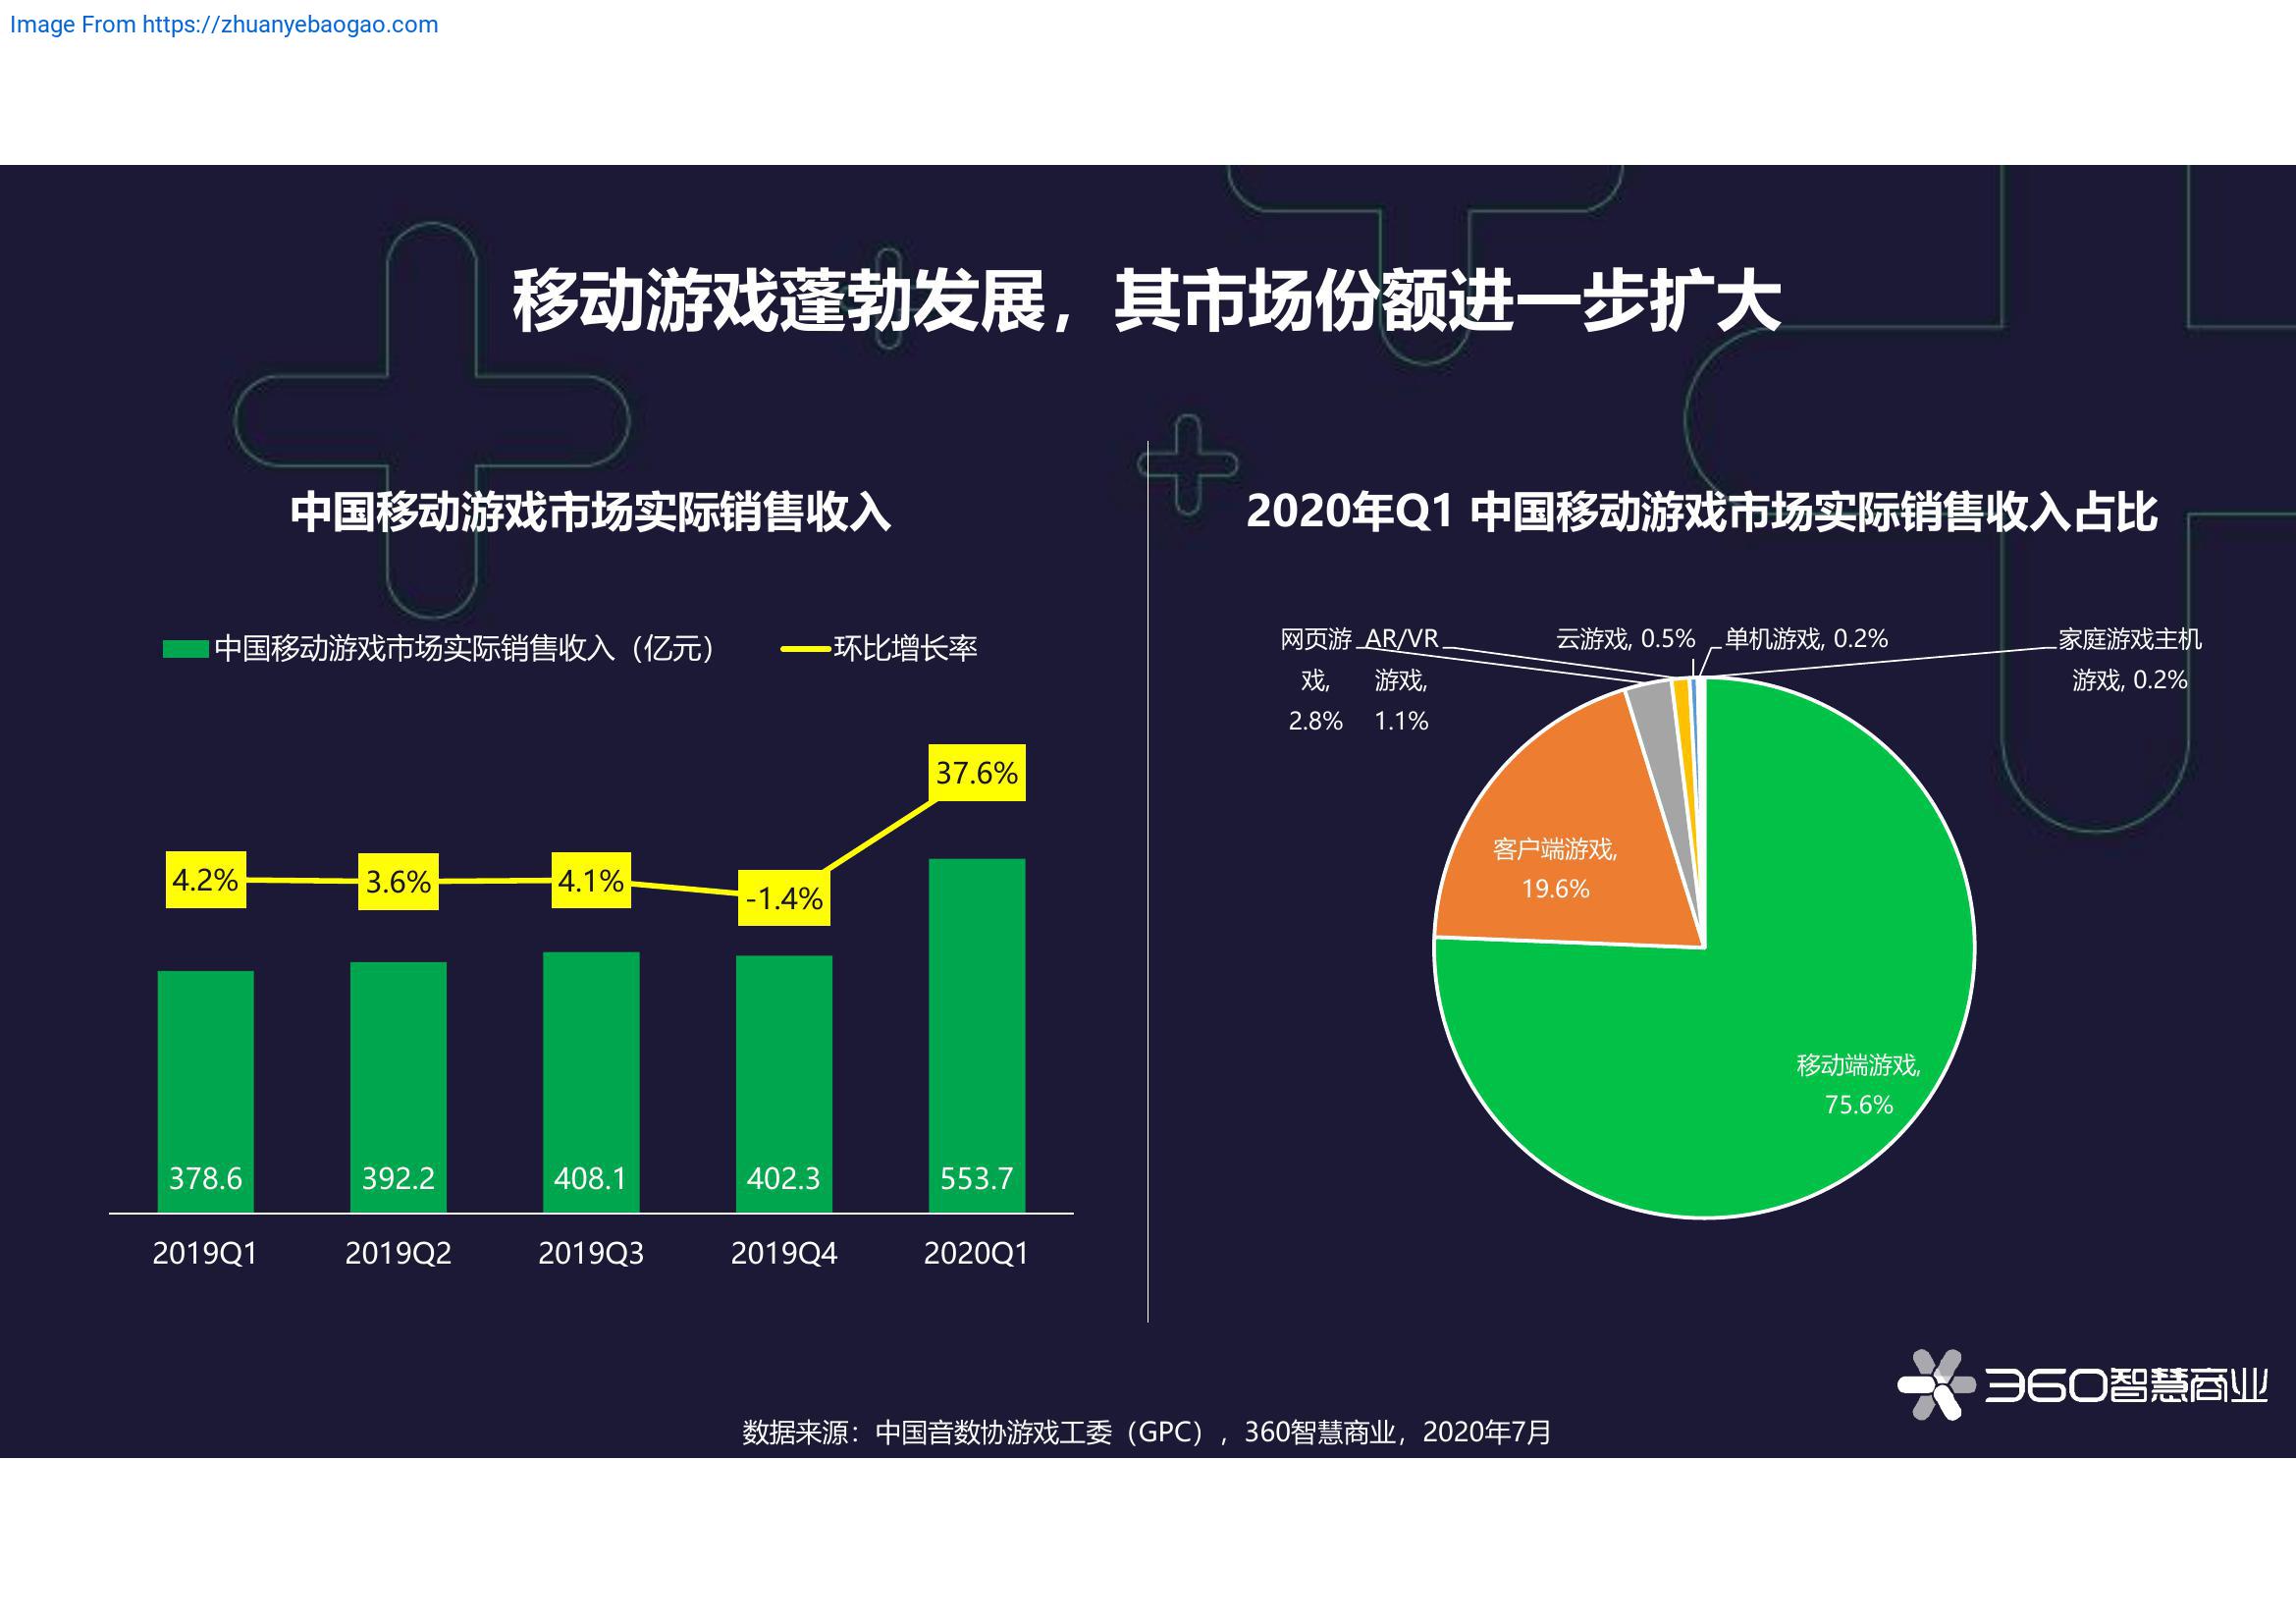 Image From https://zhuanyebaogao.com
移动游戏蓬勃发展，其市场份额进一步扩大
中国移动游戏市场实际销售收入
中国移动游戏市场实际销售收入（亿元）
环比增长率
4.2%
3.6%
4.1%
-1.4%
37.6%
378.6
392.2
408.1
402.3
553.7
2019Q1
2019Q2
2019Q3
2019Q4
2020Q1
2020年Q1 中国移动游戏市场实际销售收入占比
网页游
戏,
2.8%
AR/VR
游戏,
1.1%
云游戏, 0.5%
单机游戏, 0.2%
家庭游戏主机
游戏, 0.2%
客户端游戏,
19.6%
移动端游戏,
75.6%
360智慧商业
数据来源：中国音数协游戏工委（GPC），360智慧商业，2020年7月